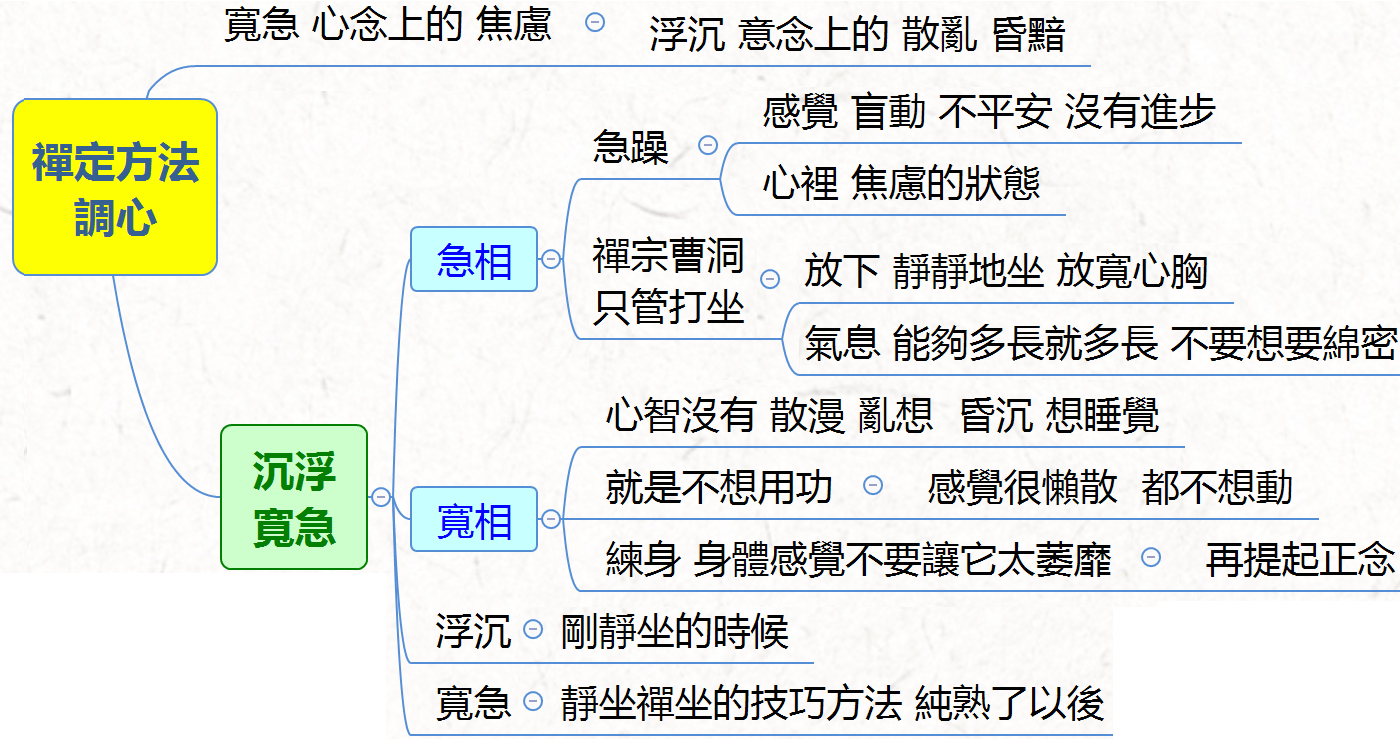 寬急 心念上的 焦慮
浮沉 意念上的 散亂 昏黯
禪定方法
調心
急相
急躁
感覺 盲動 不平安 沒有進步
心裡 焦慮的狀態
禪宗曹洞
只管打坐
放下 靜靜地坐 放寬心胸
氣息 能夠多長就多長 不要想要綿密
沉浮
寬急
寬相
心智沒有 散漫 亂想 昏沉 想睡覺
就是不想用功
感覺很懶散 都不想動
練身 身體感覺不要讓它太萎靡
再提起正念
浮沉
剛靜坐的時候
寬急
靜坐禪坐的技巧方法 純熟了以後